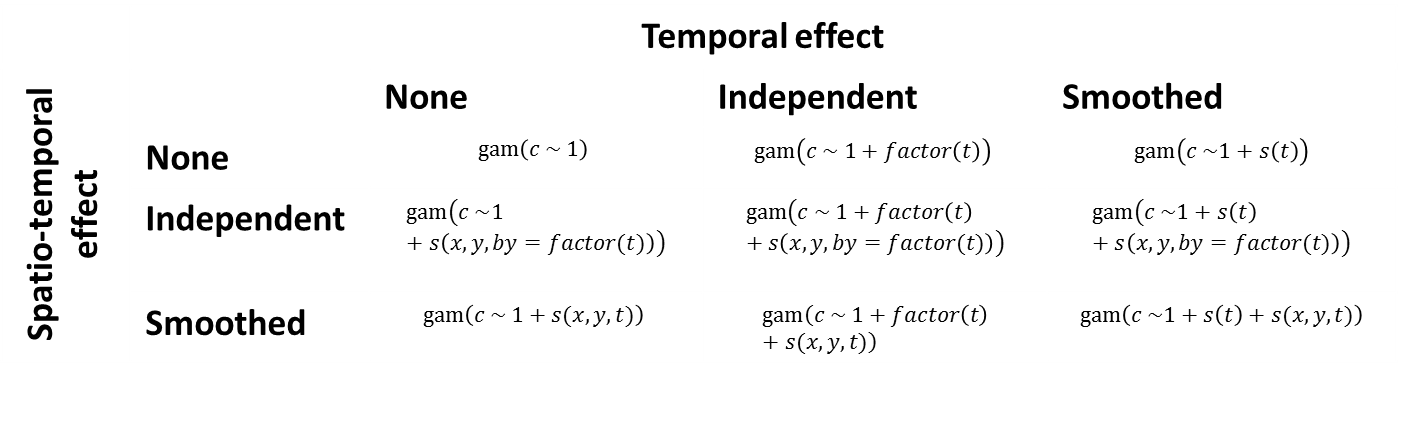 Temporal effect
None Independent Smoothed
Spatio-temporal
effect
None gam(c ~ 1) gam(c ~ 1 + factor(t)) gam(c ~1 + s(t))
Independent gam(c ~1 gam(c ~ 1 + factor(t) gam(c ~1 + s(t)
+ s(x, y, by = factor(t))) + s(x, y, by = factor(t))) + s(x, y, by = factor(t)))
Smoothed gam(c ~ 1 + s(x, y, t)) gam(c ~ 1 + factor(t) gam(c ~1 + s(t) + s(x, y, t))
+ s(x, y, t))